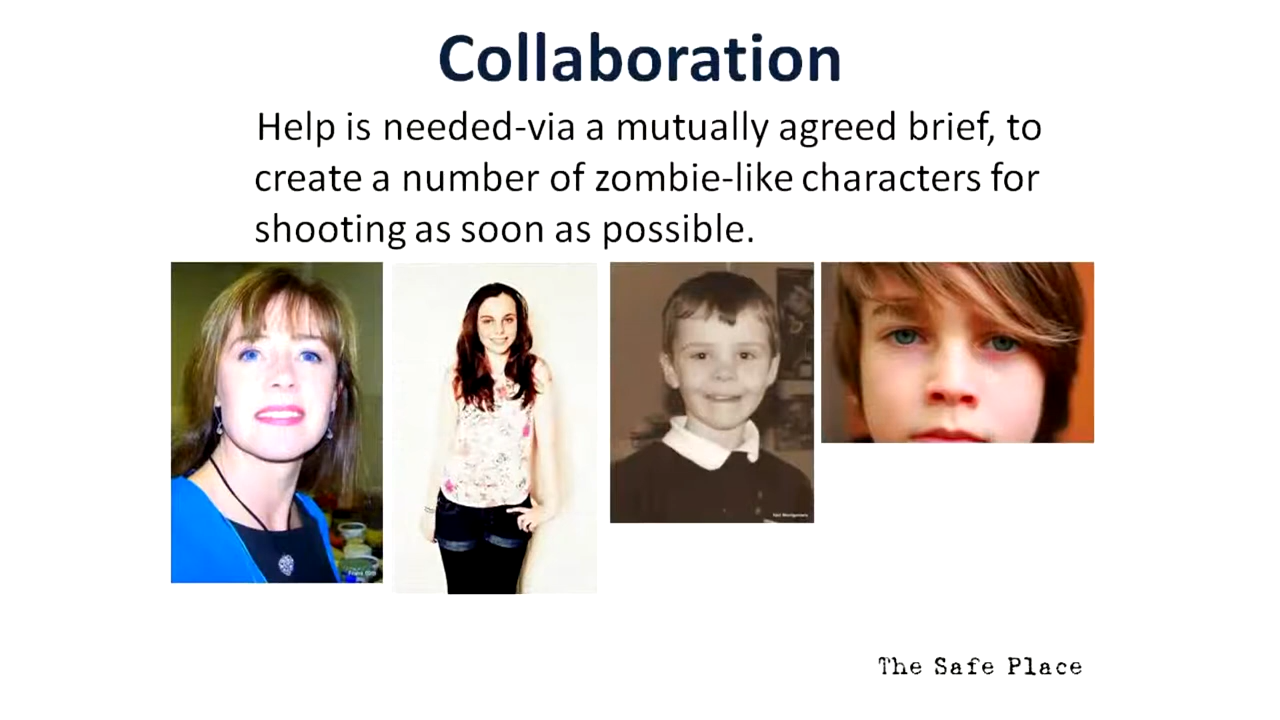 Collaboration
Help is needed-via a mutually agreed brief, to
create a number of zombie-like characters for
shooting as soon as possible.
The Safe Place